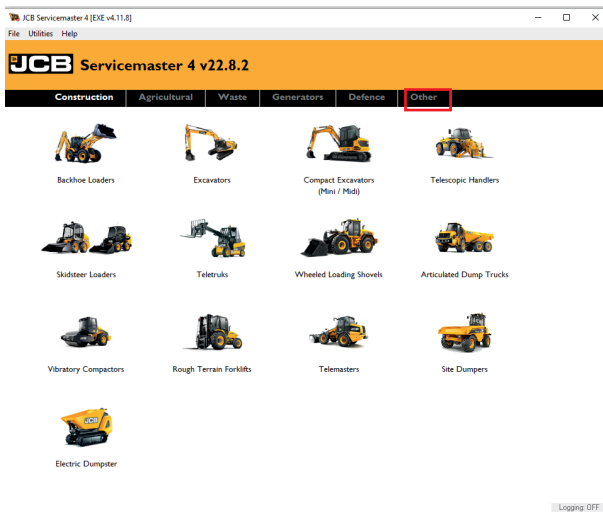 JCB Servicemaster 4 [EXE v4.11.8]
File Utilities Help
JCB Servicemaster 4 v22.8.2
Construction Agricultural Waste Generators Defence Other
Backhoe Loaders
Excavators
Compact Excavators
(Mini / Midi)
Telescopic Handlers
Skidsteer Loaders
Teletruks
Wheeled Loading Shovels
Articulated Dump Trucks
Vibratory Compactors
Rough Terrain Forklifts
Telemasters
Site Dumpers
JCB
Electric Dumpster
Logging: OFF